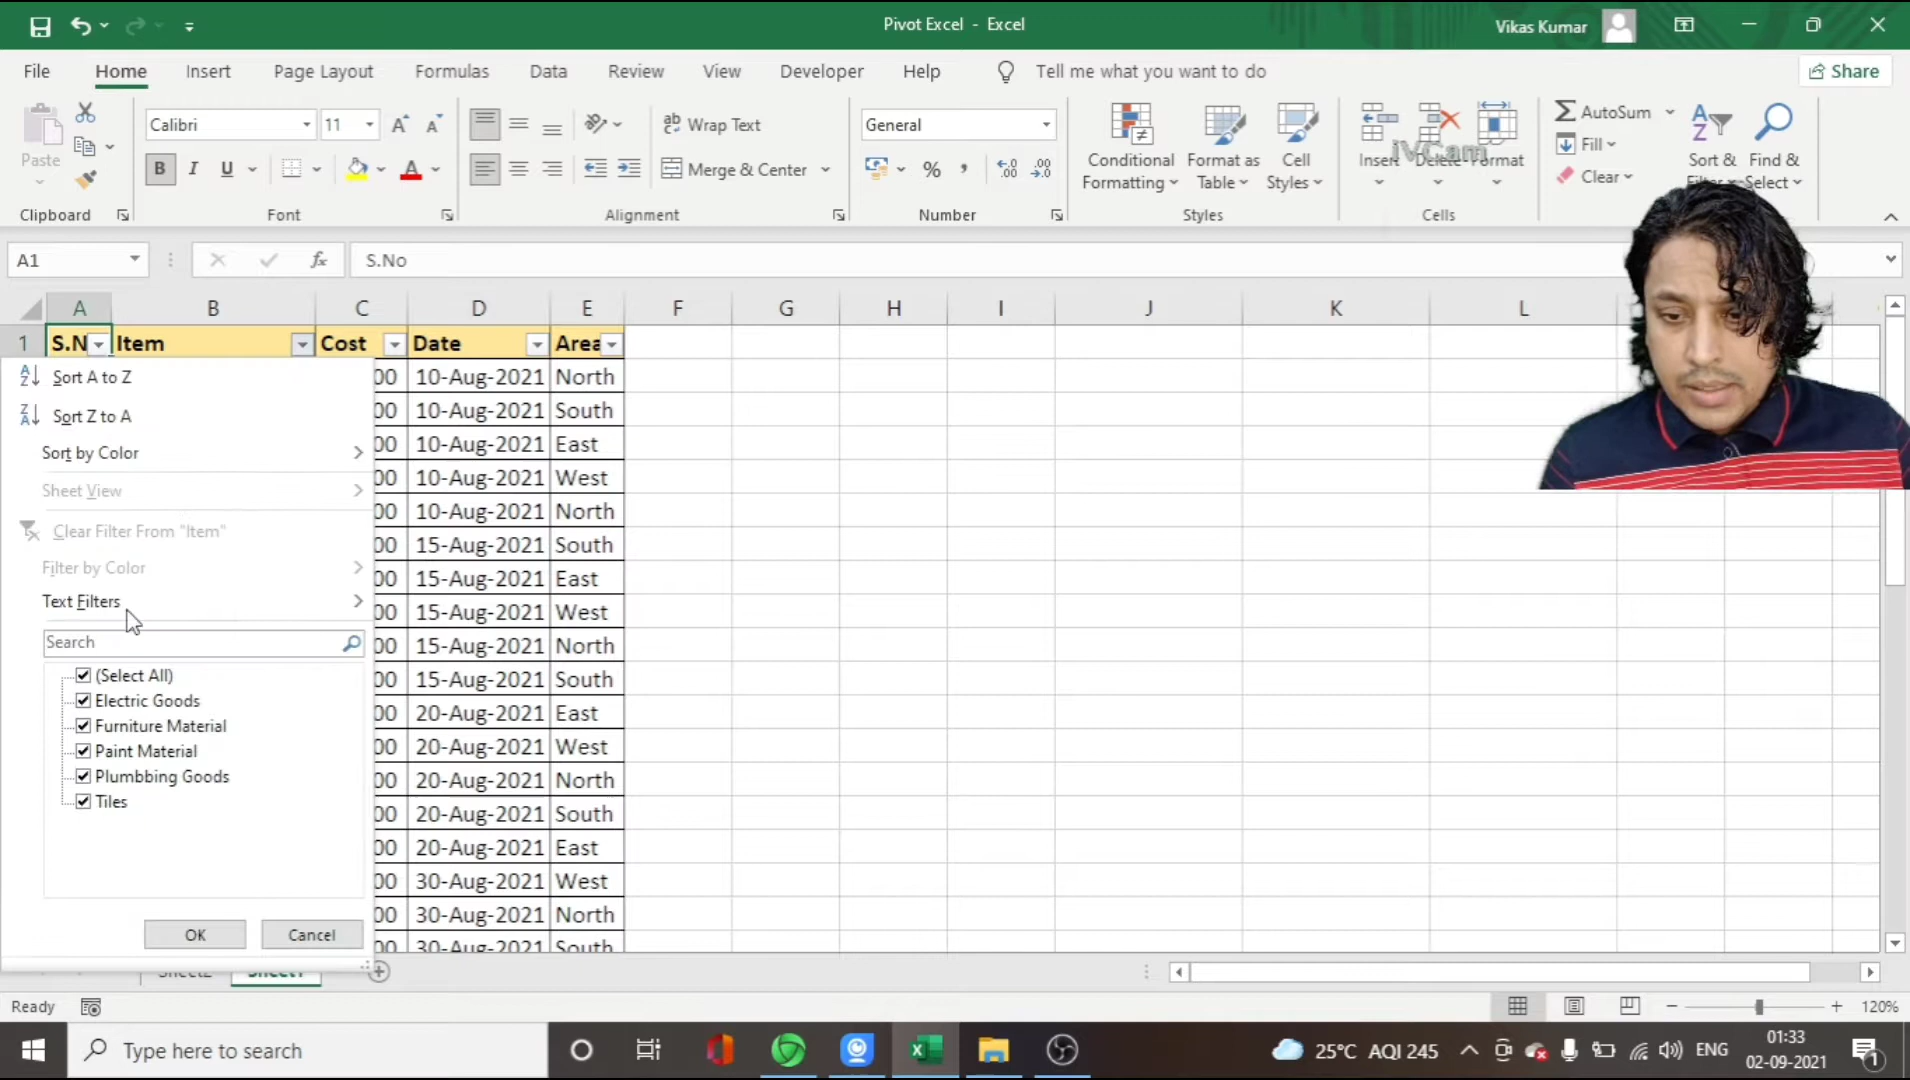 Pivot Excel - Excel
Vikas Kumar
File Home Insert Page Layout Formulas Data Review View Developer Help Tell me what you want to do Share
Paste
Calibri 11
B I U
Wrap Text
Merge & Center
General
%
Conditional Formatting
Format as Table
Cell Styles
Insert
Delete
Format
iVCam
AutoSum
Fill
Clear
Sort &
Find & Select
Clipboard Font Alignment Number Styles Cells
A1 fx S.No
A B C D E F G H I J K L
1 S.N Item Cost Date Area
Sort A to Z
Sort Z to A
Sort by Color
Sheet View
Clear Filter From "Item"
Filter by Color
Text Filters
Search
(Select All)
Electric Goods
Furniture Material
Paint Material
Plumbbing Goods
Tiles
OK Cancel
00 10-Aug-2021 North
00 10-Aug-2021 South
00 10-Aug-2021 East
00 10-Aug-2021 West
00 10-Aug-2021 North
00 15-Aug-2021 South
00 15-Aug-2021 East
00 15-Aug-2021 West
00 15-Aug-2021 North
00 15-Aug-2021 South
00 20-Aug-2021 East
00 20-Aug-2021 West
00 20-Aug-2021 North
00 20-Aug-2021 South
00 20-Aug-2021 East
00 30-Aug-2021 West
00 30-Aug-2021 North
00 30-Aug-2021 South
Sheet2 Sheet1
Ready 120%
Type here to search
25°C AQI 245 ENG
01:33
02-09-2021
1